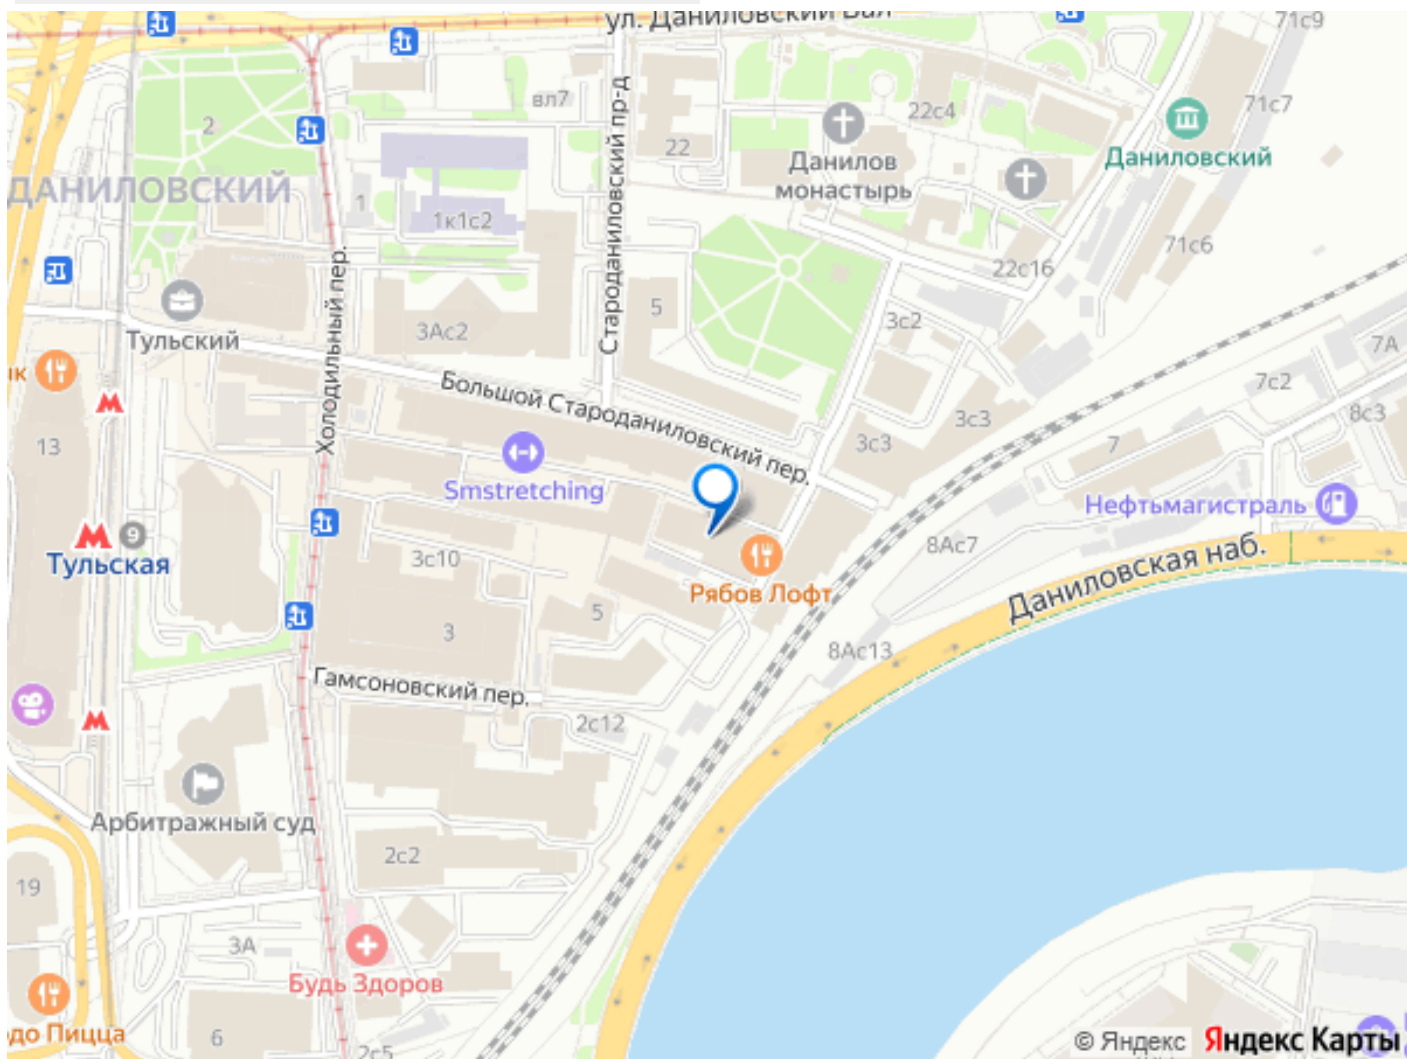 ул. Даниловский Вал
71с9
2
вл7
Стародановский пр-д
22
22с4
71с7
Данилов
монастырь
Даниловский
ДАНИЛОВСКИЙ
1
1к1с2
71с6
22с16
Холодильный пер.
Тульский
3Ас2
5
3с2
7А
7с2
8с3
Большой Староданиловский пер.
3с3
3с3
7
13
Smstretching
Нефтьмагистраль
9
Тульская
3с10
8Ас7
Даниловская наб.
Рябов Лофт
5
3
8Ас13
Гамсоновский пер.
2с12
Арбитражный суд
2с2
19
3А
Будь Здоров
до Пицца
6
2с5
© Яндекс
Яндекс Карты